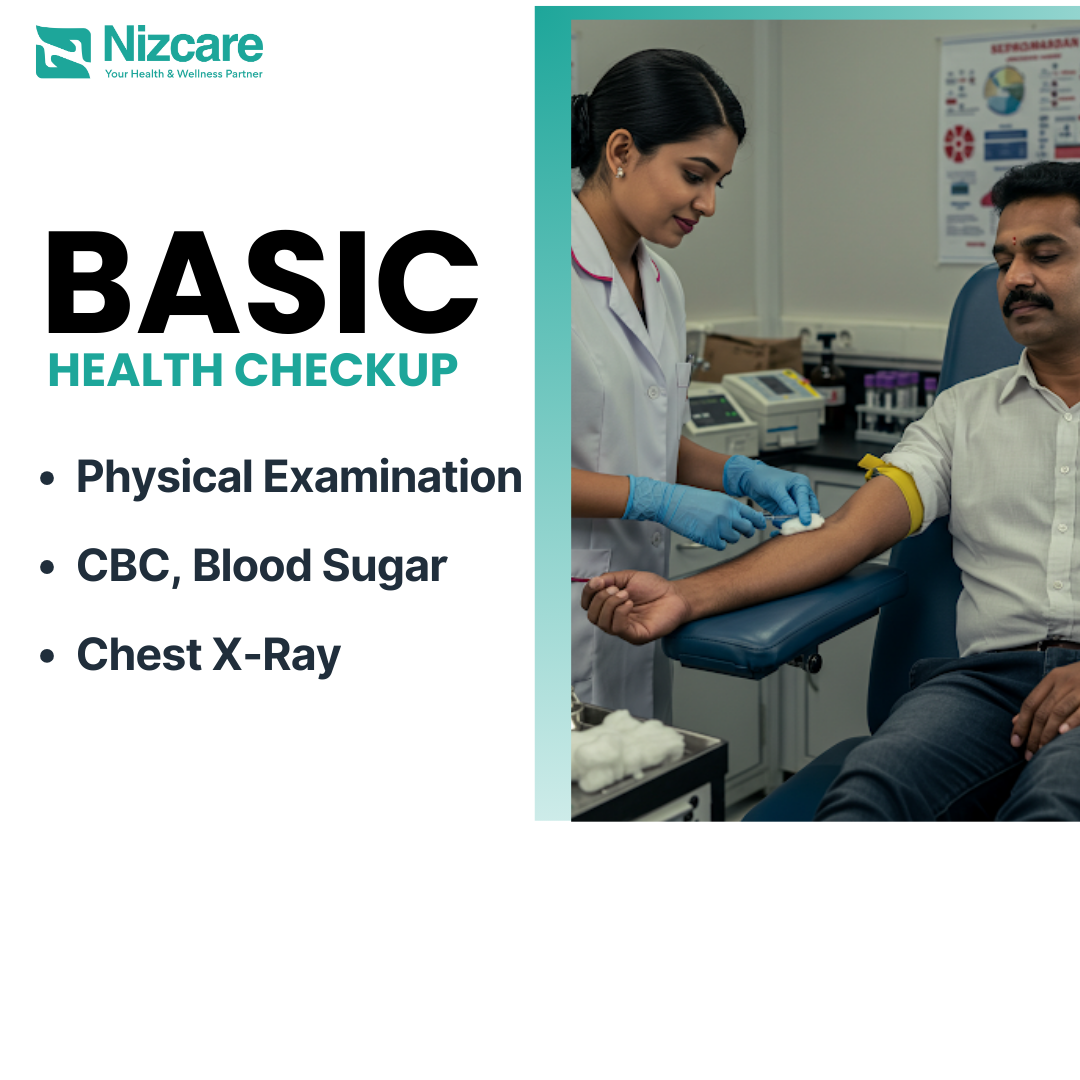 Nizcare
Your Health & Wellness Partner
BASIC
HEALTH CHECKUP
• Physical Examination
• CBC, Blood Sugar
• Chest X-Ray